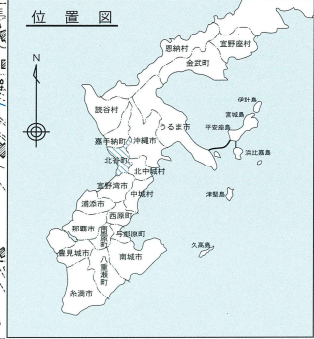 位置図
N
恩納村
宜野座村
金武町
伊計島
宮城島
平安座島
浜比嘉島
読谷村
うるま市
嘉手納町
沖縄市
北谷町
北中城村
宜野湾市
中城村
津堅島
浦添市
西原町
那覇市
南風原町
与那原町
久高島
豊見城市
八重瀬町
南城市
糸満市